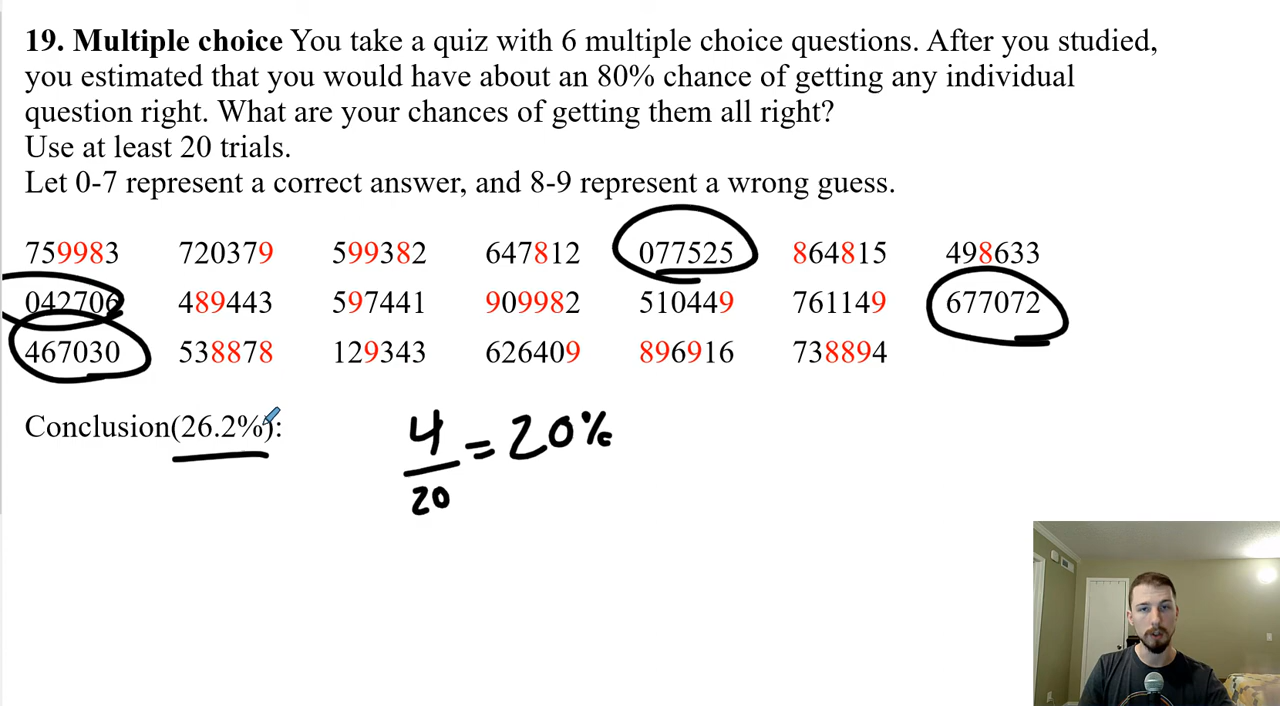 19. Multiple choice You take a quiz with 6 multiple choice questions. After you studied,
you estimated that you would have about an 80% chance of getting any individual
question right. What are your chances of getting them all right?
Use at least 20 trials.
Let 0-7 represent a correct answer, and 8-9 represent a wrong guess.
759983 720379 599382 647812 077525 864815 498633
042706 489443 597441 909982 510449 761149 677072
467030 538878 129343 626409 896916 738894
Conclusion(26.2%): 4/20 = 20%